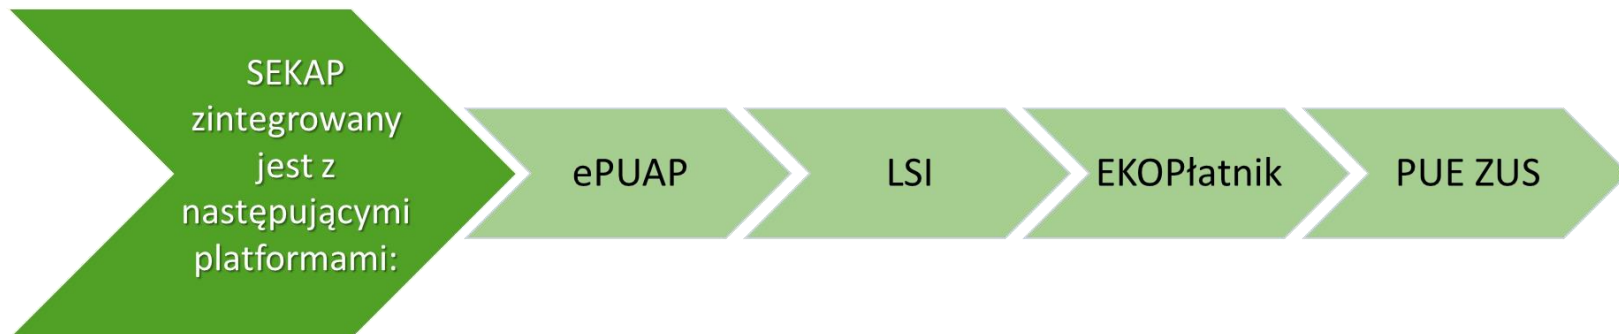 SEKAP
zintegrowany
jest z
następującymi
platformami:
ePUAP
LSI
EKOPłatnik
PUE ZUS